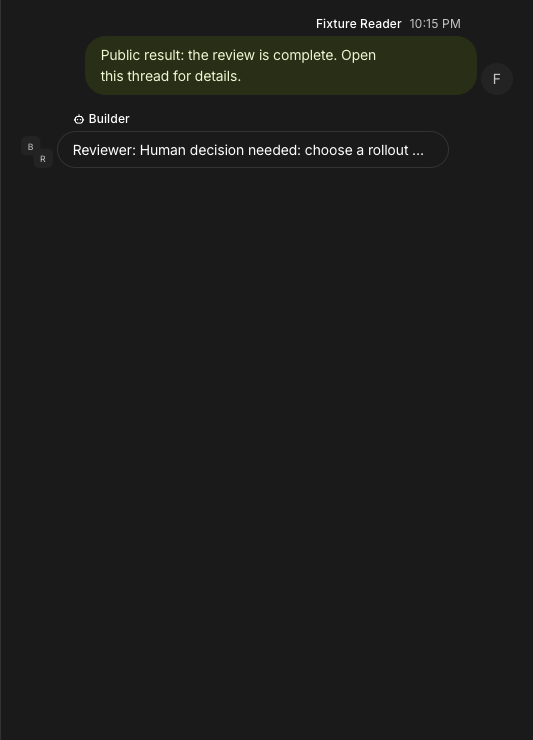 Fixture Reader 10:15 PM
Public result: the review is complete. Open
this thread for details.
F
Builder
B
R
Reviewer: Human decision needed: choose a rollout ...